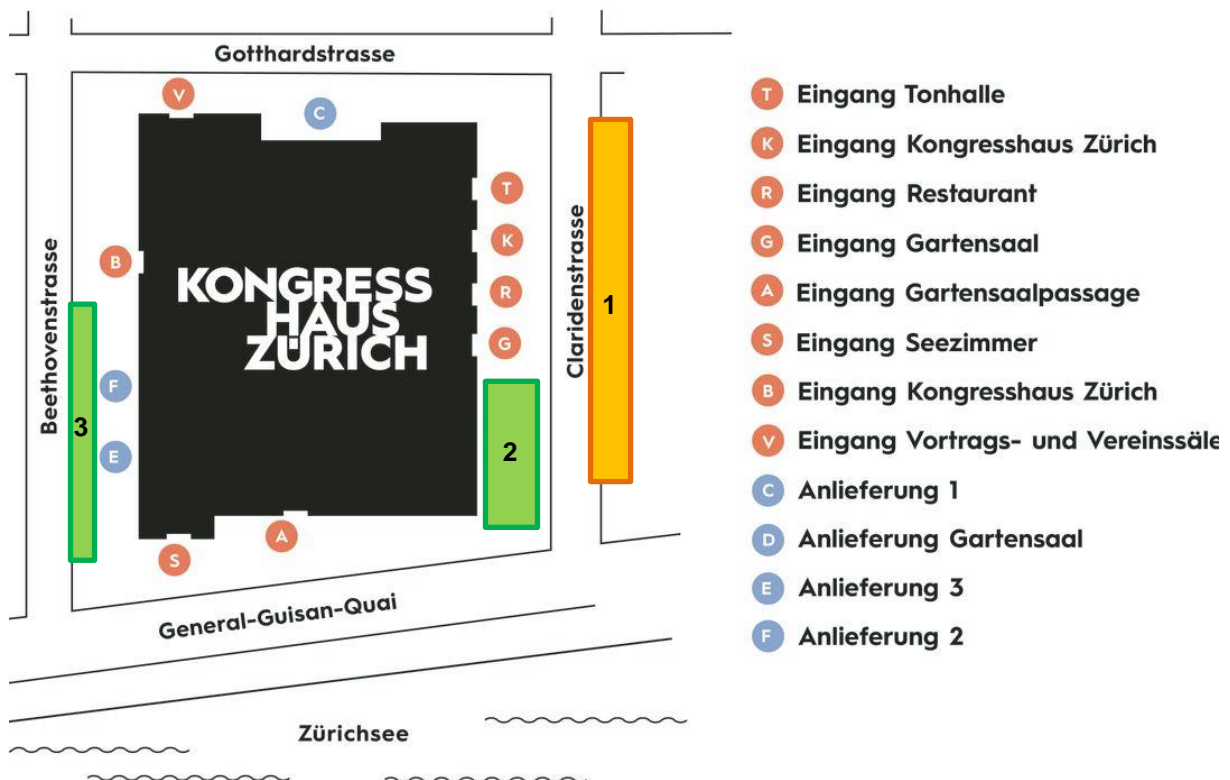 Gotthardstrasse
V
C
T
K
B
R
G
KONGRESS
HAUS
ZÜRICH
Beethovenstrasse
Claridenstrasse
1
F
3
E
2
A
S
General-Guisan-Quai
Zürichsee
T Eingang Tonhalle
K Eingang Kongresshaus Zürich
R Eingang Restaurant
G Eingang Gartensaal
A Eingang Gartensaalpassage
S Eingang Seezimmer
B Eingang Kongresshaus Zürich
V Eingang Vortrags- und Vereinssäle
C Anlieferung 1
D Anlieferung Gartensaal
E Anlieferung 3
F Anlieferung 2